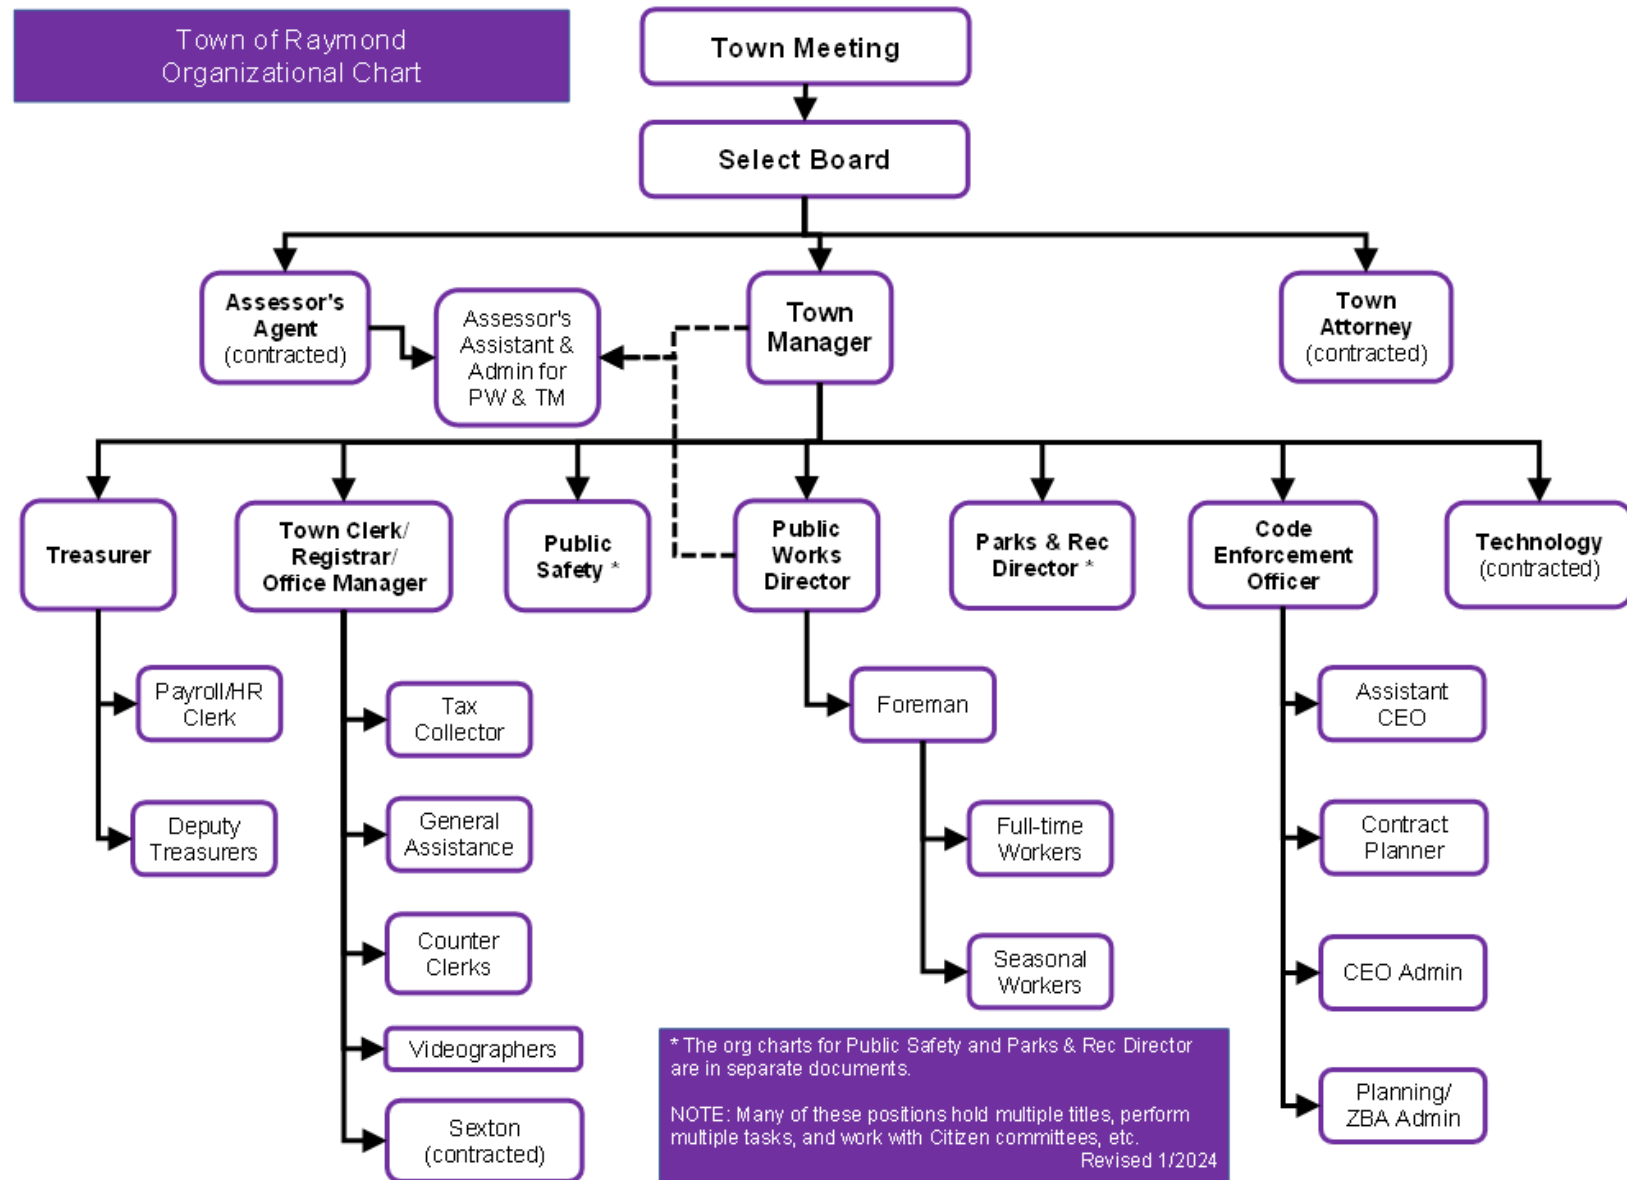 Town of Raymond
Organizational Chart
Town Meeting
Select Board
Assessor's
Agent
(contracted)
Assessor's
Assistant &
Admin for
PW & TM
Town
Manager
Town
Attorney
(contracted)
Treasurer
Town Clerk/
Registrar/
Office Manager
Public
Safety *
Public
Works
Director
Parks & Rec
Director *
Code
Enforcement
Officer
Technology
(contracted)
Payroll/HR
Clerk
Deputy
Treasurers
Tax
Collector
General
Assistance
Counter
Clerks
Videographers
Sexton
(contracted)
Foreman
Full-time
Workers
Seasonal
Workers
Assistant
CEO
Contract
Planner
CEO Admin
Planning/
ZBA Admin
* The org charts for Public Safety and Parks & Rec Director
are in separate documents.
NOTE: Many of these positions hold multiple titles, perform
multiple tasks, and work with Citizen committees, etc.
Revised 1/2024